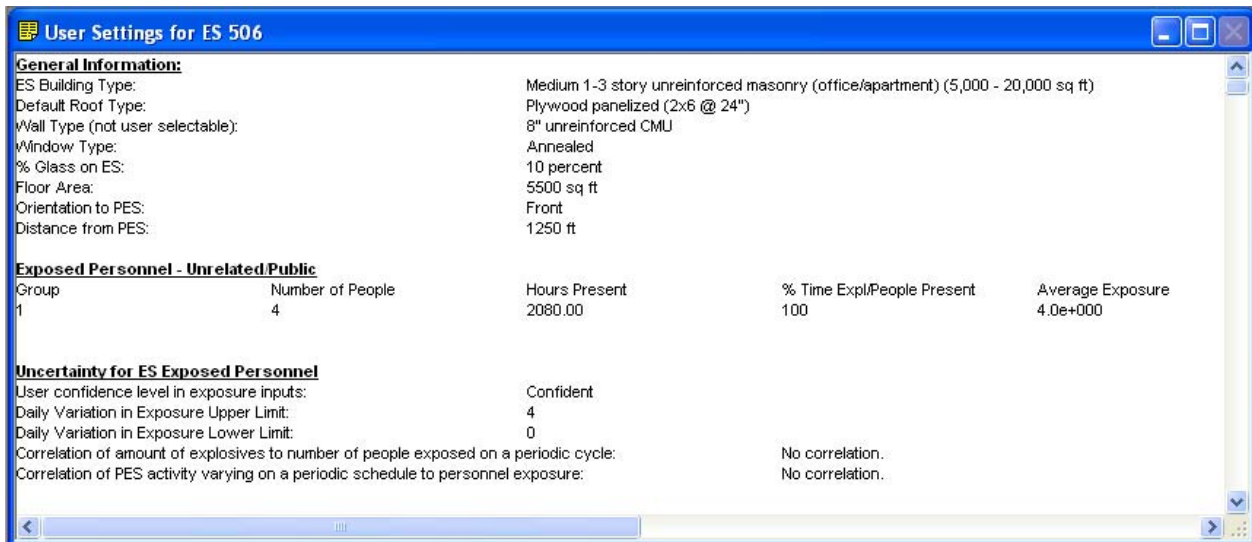 User Settings for ES 506
General Information:
ES Building Type: Medium 1-3 story unreinforced masonry (office/apartment) (5,000 - 20,000 sq ft)
Default Roof Type: Plywood panelized (2x6 @ 24")
Wall Type (not user selectable): 8" unreinforced CMU
Window Type: Annealed
% Glass on ES: 10 percent
Floor Area: 5500 sq ft
Orientation to PES: Front
Distance from PES: 1250 ft
Exposed Personnel - Unrelated/Public
Group Number of People Hours Present % Time Expl/People Present Average Exposure
1 4 2080.00 100 4.0e+000
Uncertainty for ES Exposed Personnel
User confidence level in exposure inputs: Confident
Daily Variation in Exposure Upper Limit: 4
Daily Variation in Exposure Lower Limit: 0
Correlation of amount of explosives to number of people exposed on a periodic cycle: No correlation.
Correlation of PES activity varying on a periodic schedule to personnel exposure: No correlation.